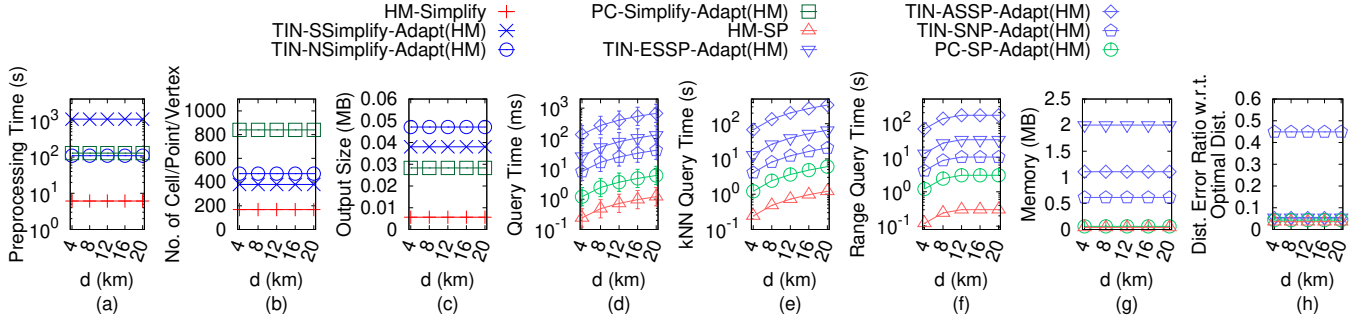 HM-Simplify
TIN-SSimplify-Adapt(HM)
TIN-NSimplify-Adapt(HM)
PC-Simplify-Adapt(HM)
HM-SP
TIN-ESSP-Adapt(HM)
TIN-ASSP-Adapt(HM)
TIN-SNP-Adapt(HM)
PC-SP-Adapt(HM)
Preprocessing Time (s)
10^3
10^2
10^1
10^0
4 8 12 16 20
d (km)
(a)
No. of Cell/Point/Vertex
1000
800
600
400
200
0
4 8 12 16 20
d (km)
(b)
Output Size (MB)
0.06
0.05
0.04
0.03
0.02
0.01
0
4 8 12 16 20
d (km)
(c)
Query Time (ms)
10^2
10^1
10^0
10^-1
4 8 12 16 20
d (km)
(d)
kNN Query Time (s)
10^2
10^1
10^0
10^-1
4 8 12 16 20
d (km)
(e)
Range Query Time (s)
10^2
10^1
10^0
10^-1
4 8 12 16 20
d (km)
(f)
Memory (MB)
2.5
2
1.5
1
0.5
0
4 8 12 16 20
d (km)
(g)
Dist. Error Ratio w.r.t.
Optimal Dist.
0.6
0.5
0.4
0.3
0.2
0.1
0
4 8 12 16 20
d (km)
(h)